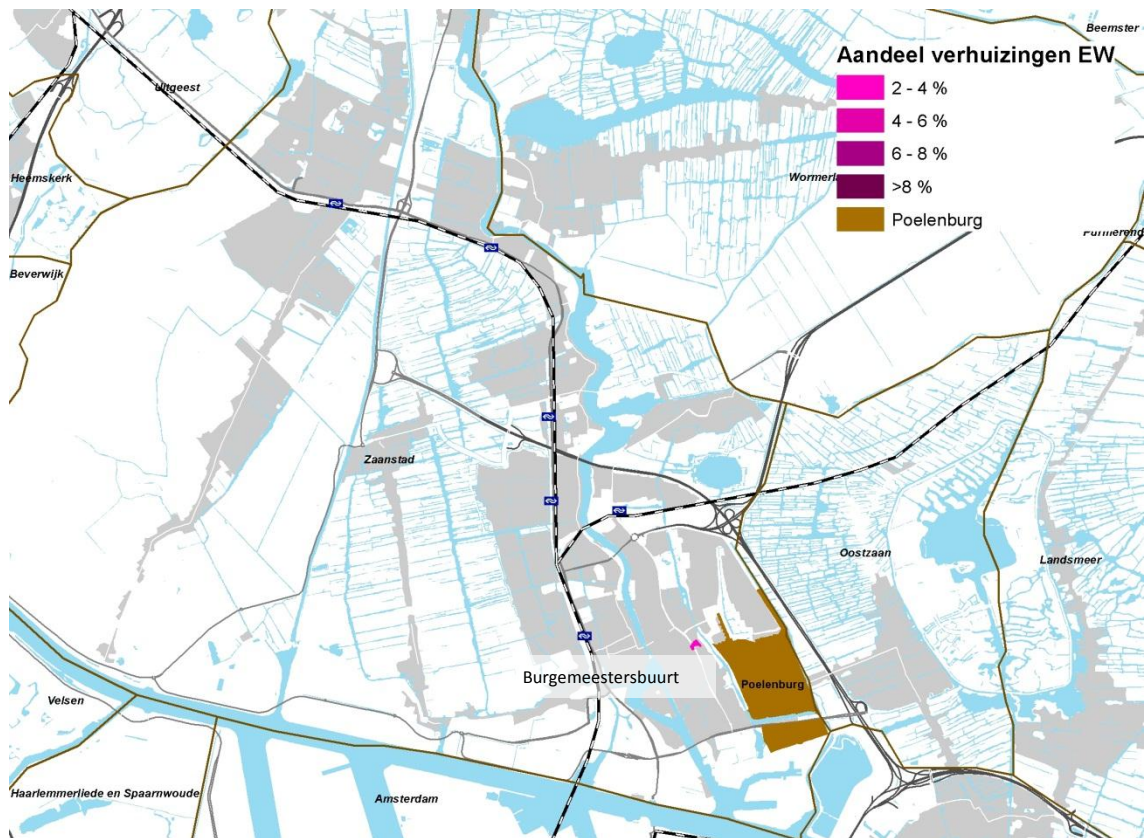 Beemster
Aandeel verhuizingen EW
2 - 4 %
4 - 6 %
6 - 8 %
>8 %
Poelenburg
Uitgeest
Heemskerk
Beverwijk
Zaanstad
Oostzaan
Landsmeer
Burgemeestersbuurt
Poelenburg
Velsen
Haarlemmerliede en Spaarnwoude
Amsterdam